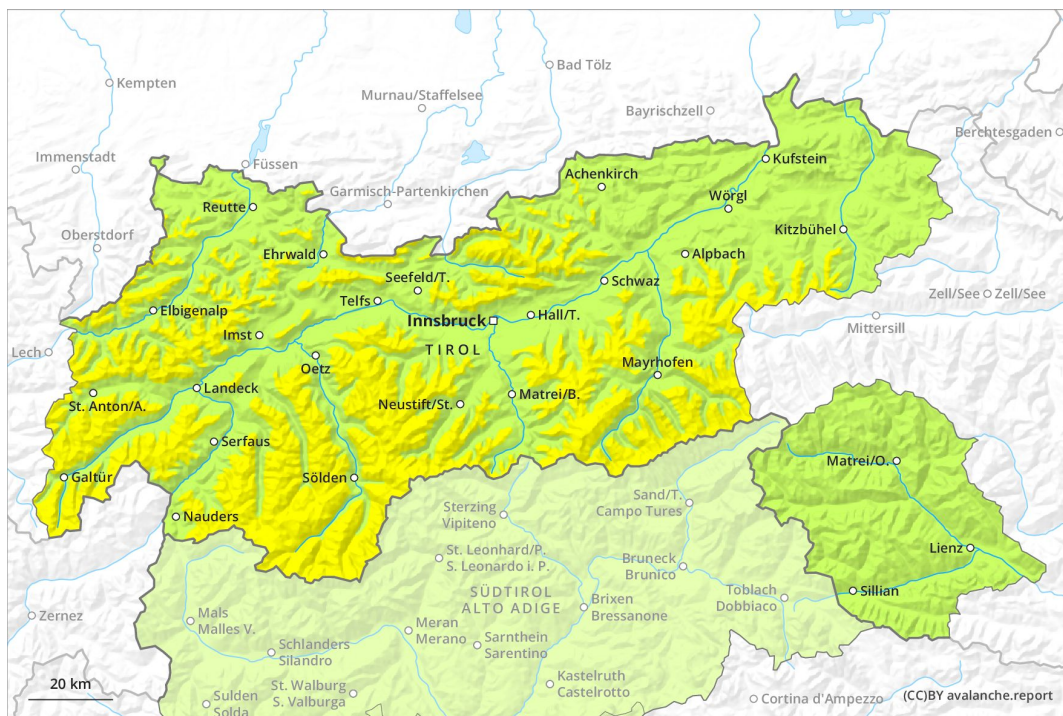 Kempten
Bad Tölz
Murnau/Staffelsee
Bayrischzell
Berchtesgaden
Immenstadt
Füssen
Kufstein
Garmisch-Partenkirchen
Achenkirch
Reutte
Wörgl
Oberstdorf
Kitzbühel
Ehrwald
Alpbach
Seefeld/T.
Schwaz
Zell/See
Zell/See
Telfs
Elbigenalp
Innsbruck
Hall/T.
Mittersill
Imst
Lech
TIROL
Oetz
Mayrhofen
Landeck
St. Anton/A.
Neustift/St.
Matrei/B.
Serfaus
Matrei/O.
Galtür
Sölden
Sand/T.
Campo Tures
Nauders
Sterzing
Vipiteno
Lienz
St. Leonhard/P.
S. Leonardo i. P.
Bruneck
Brunico
Sillian
SÜDTIROL
ALTO ADIGE
Toblach
Dobbiaco
Zernez
Mals
Malles V.
Brixen
Bressanone
Meran
Merano
Schlanders
Silandro
Sarnthein
Sarentino
20 km
St. Walburg
S. Valburga
Kastelruth
Castelrotto
Sulden
Solda
Cortina d'Ampezzo
(CC)BY avalanche.report